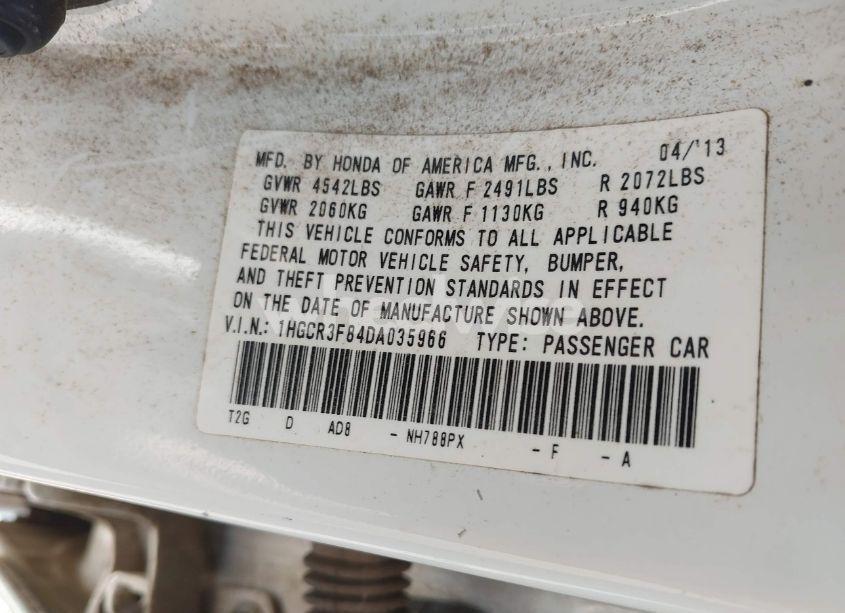 MFD. BY HONDA OF AMERICA MFG., INC. 04/'13
GVWR 4542LBS GAWR F 2491LBS R 2072LBS
GVWR 2060KG GAWR F 1130KG R 940KG
THIS VEHICLE CONFORMS TO ALL APPLICABLE
FEDERAL MOTOR VEHICLE SAFETY, BUMPER,
AND THEFT PREVENTION STANDARDS IN EFFECT
ON THE DATE OF MANUFACTURE SHOWN ABOVE.
V.I.N.: 1HGCR3F84DA035966 TYPE: PASSENGER CAR
T2G D AD8 - NH788PX - F - A